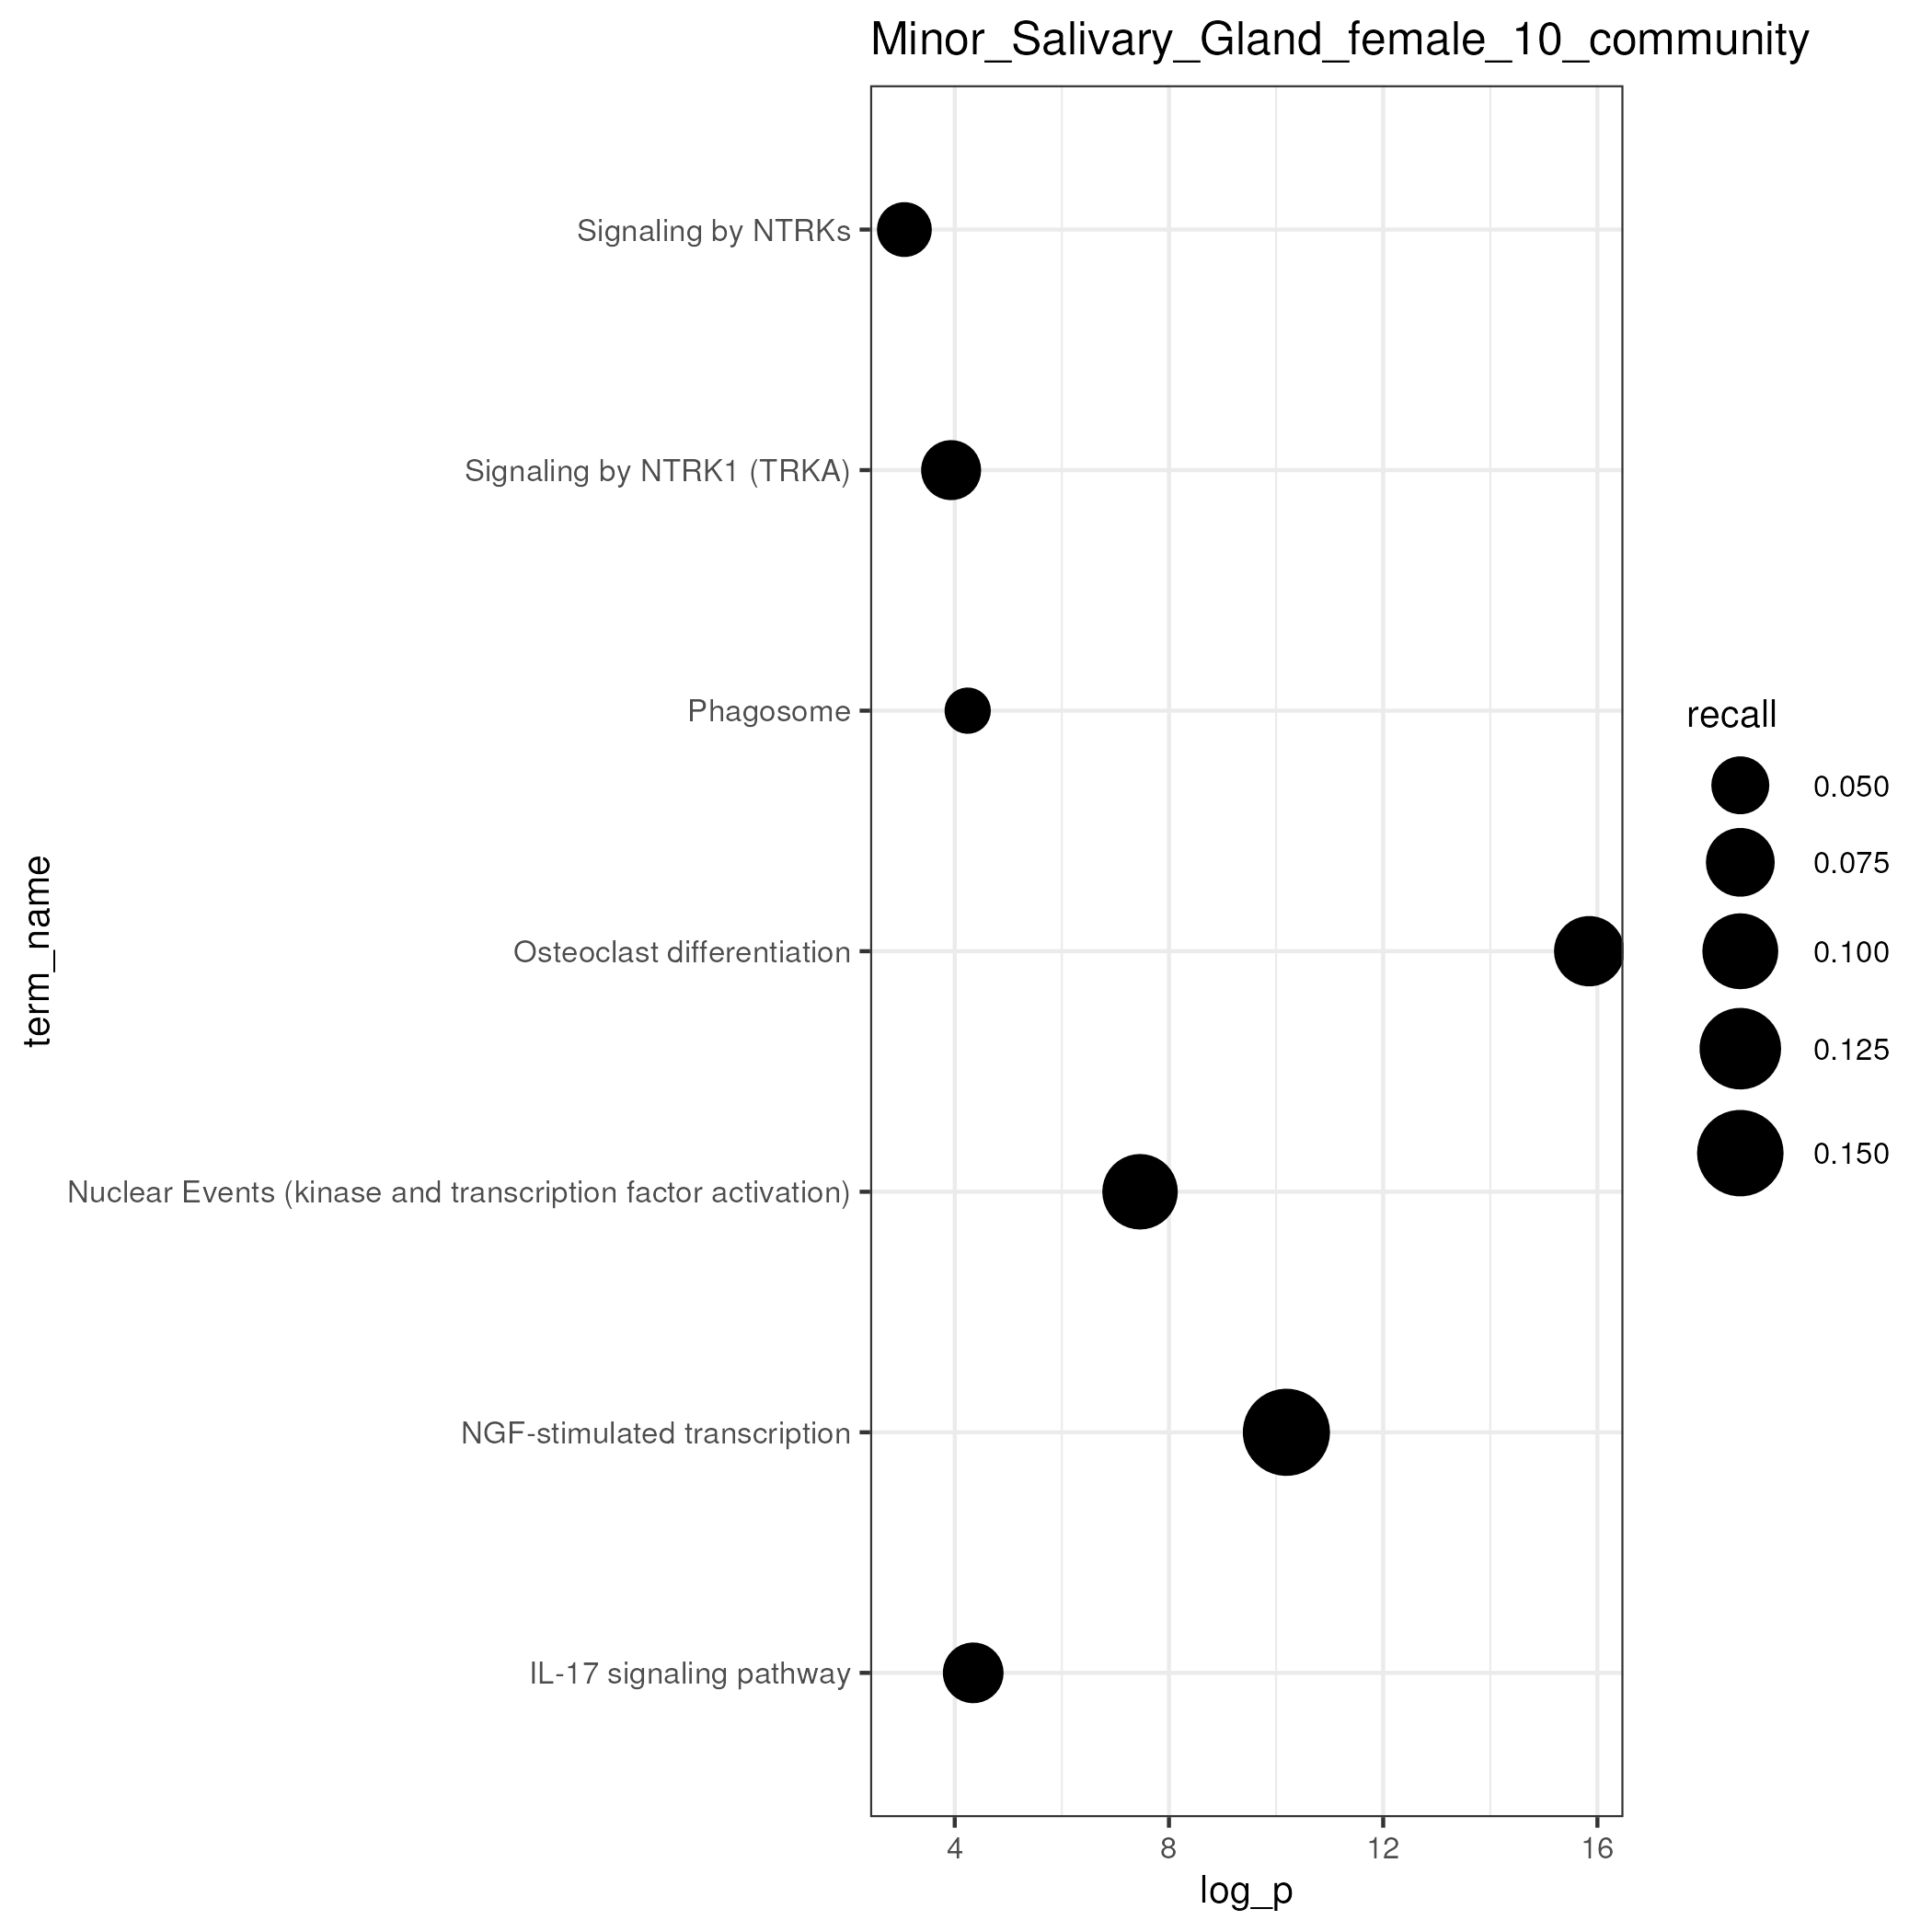 Minor_Salivary_Gland_female_10_community
term_name
Signaling by NTRKs
Signaling by NTRK1 (TRKA)
Phagosome
Osteoclast differentiation
Nuclear Events (kinase and transcription factor activation)
NGF-stimulated transcription
IL-17 signaling pathway
4 8 12 16
log_p
recall
0.050
0.075
0.100
0.125
0.150